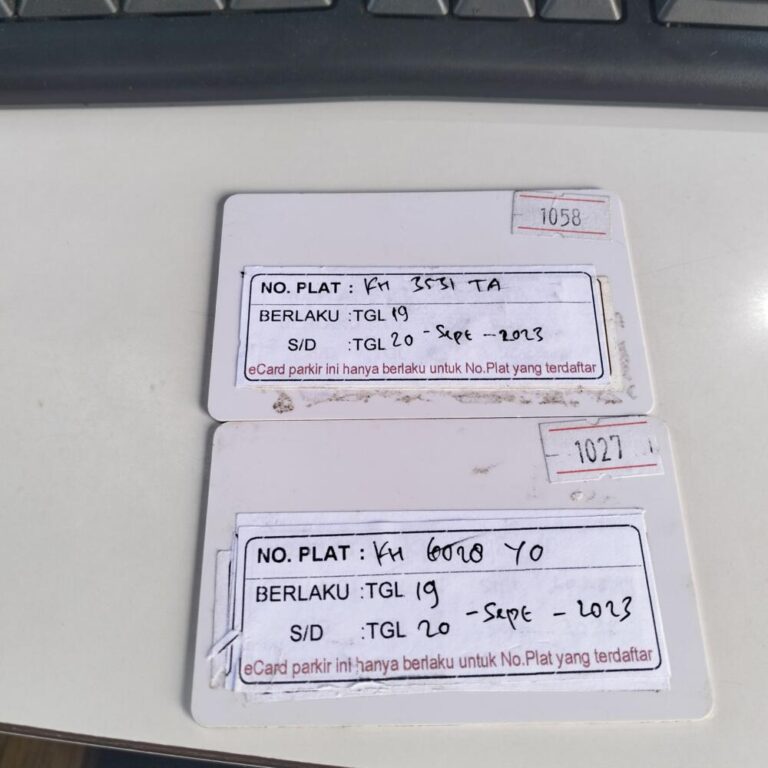 1058
NO. PLAT : KH 3531 TA
BERLAKU :TGL 19
S/D :TGL 20 - Sept - 2023
eCard parkir ini hanya berlaku untuk No.Plat yang terdaftar
1027
NO. PLAT : KH 6028 YO
BERLAKU :TGL 19
S/D :TGL 20 - Sept - 2023
eCard parkir ini hanya berlaku untuk No.Plat yang terdaftar